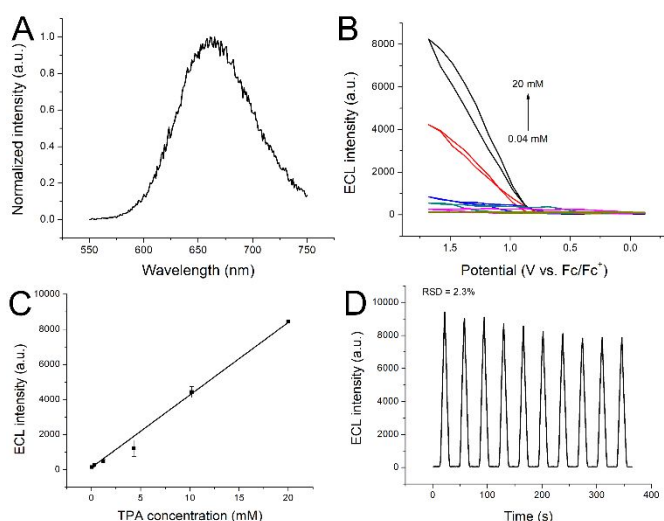 A
Normalized intensity (a.u.)
1.0
0.8
0.6
0.4
0.2
0.0
550 600 650 700 750
Wavelength (nm)
B
ECL intensity (a.u.)
8000
6000
4000
2000
0
20 mM
0.04 mM
1.5 1.0 0.5 0.0
Potential (V vs. Fc/Fc⁺)
C
ECL intensity (a.u.)
10000
8000
6000
4000
2000
0
0 5 10 15 20
TPA concentration (mM)
D
RSD = 2.3%
ECL intensity (a.u.)
10000
8000
6000
4000
2000
0
0 100 200 300 400
Time (s)